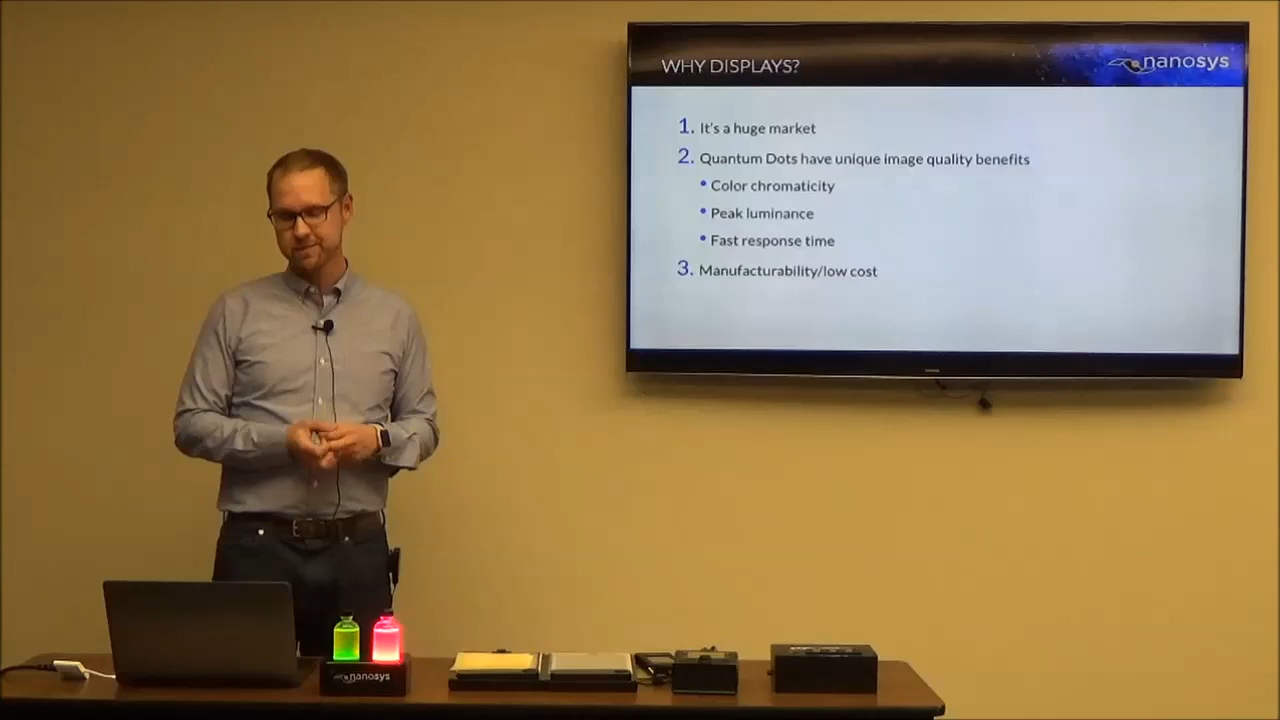 WHY DISPLAYS?
nanosys
1. It's a huge market
2. Quantum Dots have unique image quality benefits
• Color chromaticity
• Peak luminance
• Fast response time
3. Manufacturability/low cost
nanosys